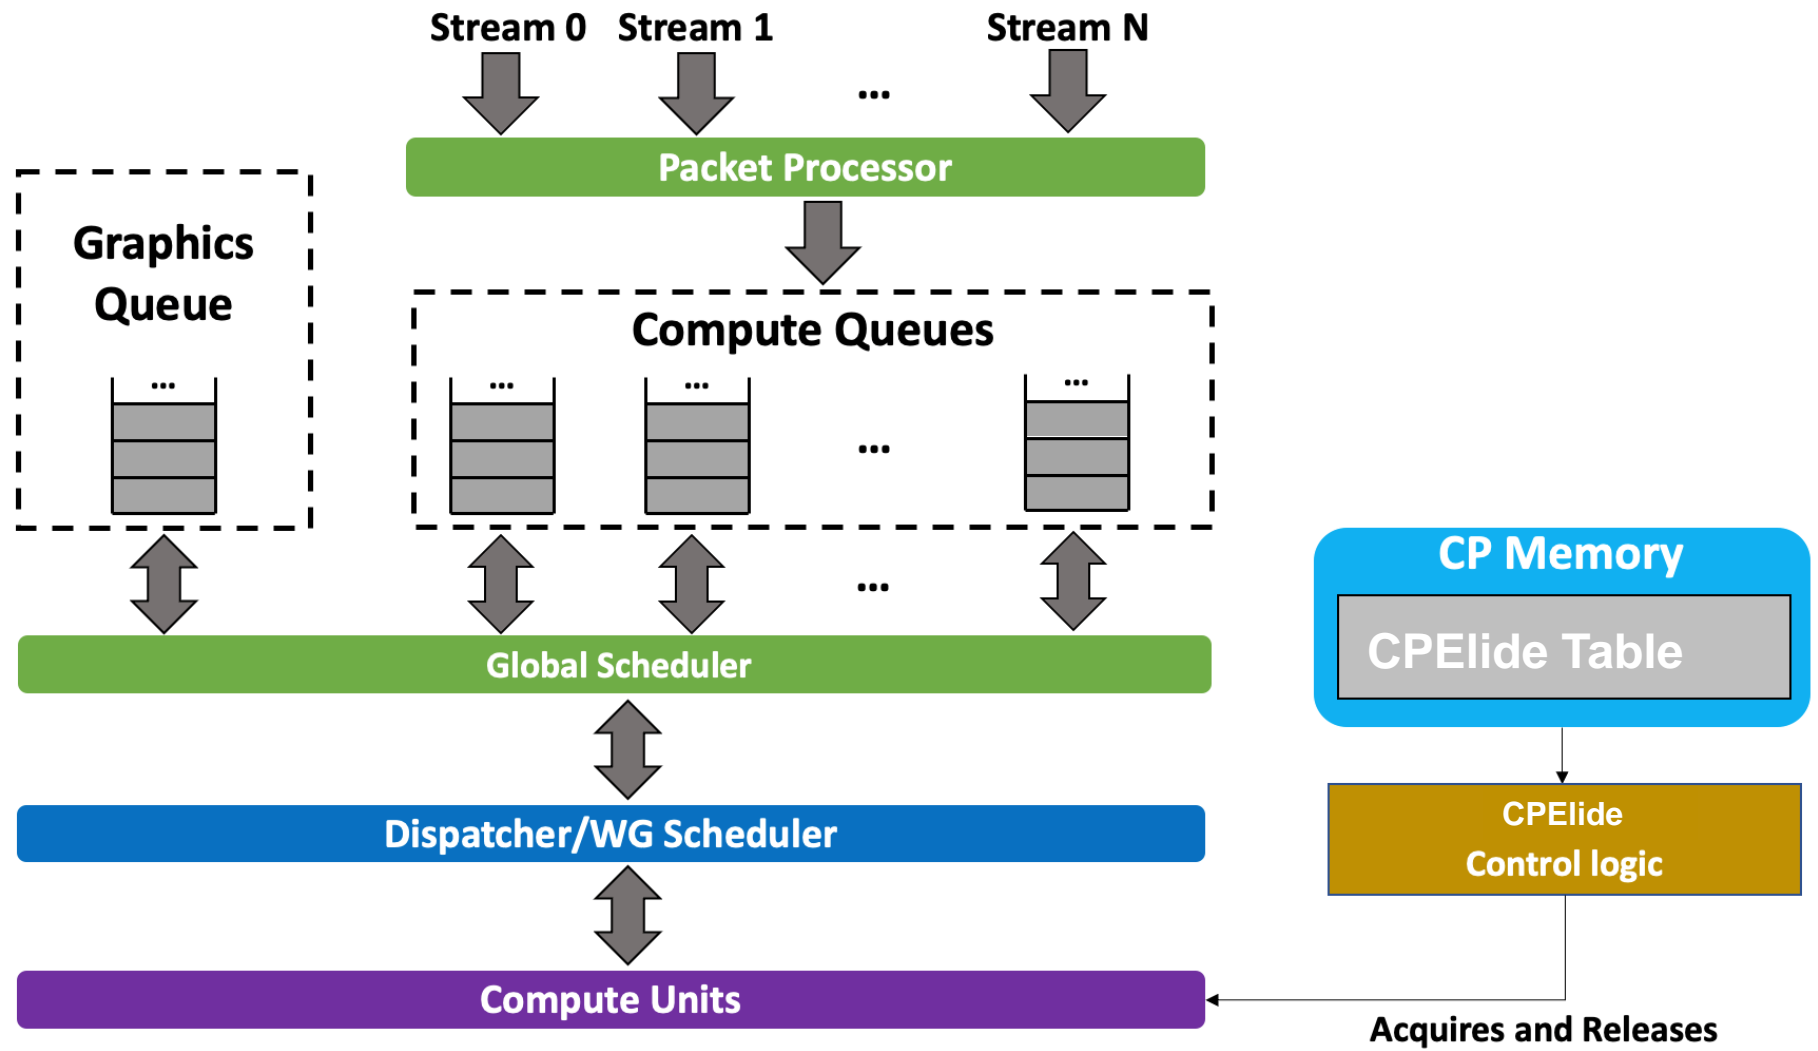 Stream 0 Stream 1 ... Stream N
Packet Processor
Graphics
Queue
...
Compute Queues
... ... ... ...
...
Global Scheduler
Dispatcher/WG Scheduler
Compute Units
CP Memory
CPElide Table
CPElide
Control logic
Acquires and Releases